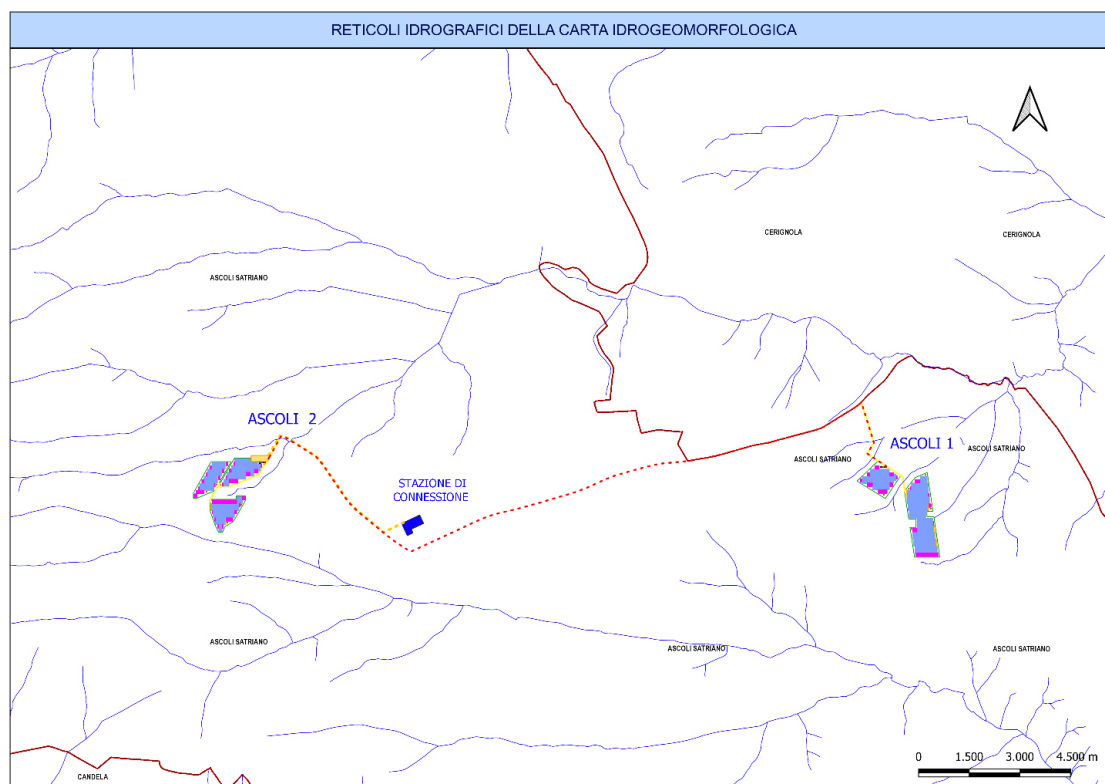 RETICOLI IDROGRAFICI DELLA CARTA IDROGEOMORFOLOGICA
CERIGNOLA
CERIGNOLA
ASCOLI SATRIANO
ASCOLI 2
ASCOLI 1
ASCOLI SATRIANO
ASCOLI SATRIANO
STAZIONE DI
CONNESSIONE
ASCOLI SATRIANO
ASCOLI SATRIANO
ASCOLI SATRIANO
0 1.500 3.000 4.500 m
CANDELA